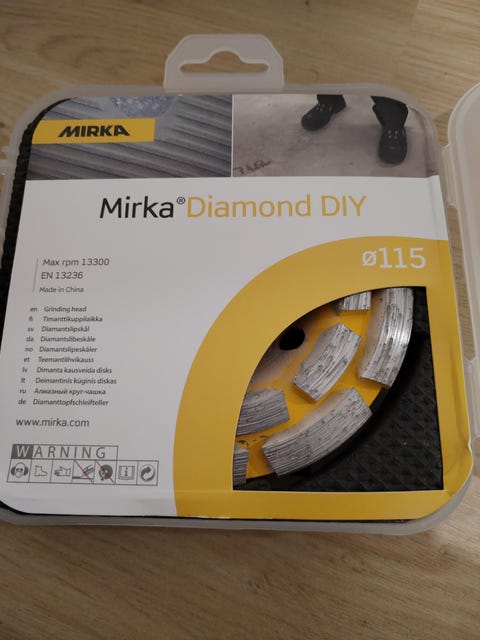 MIRKA
Mirka® Diamond DIY
Max rpm 13300
EN 13236
Made in China
ø115
en Grinding head
fi Timanttikuppilaikka
sv Diamantslipskål
da Diamantslibeskåle
no Diamantslipeskåler
et Teemantlihvikauss
lv Dimanta kausveida disks
lt Deimantinis kūginis diskas
ru Алмазный круг-чашка
de Diamanttopfschleifteller
www.mirka.com
WARNING